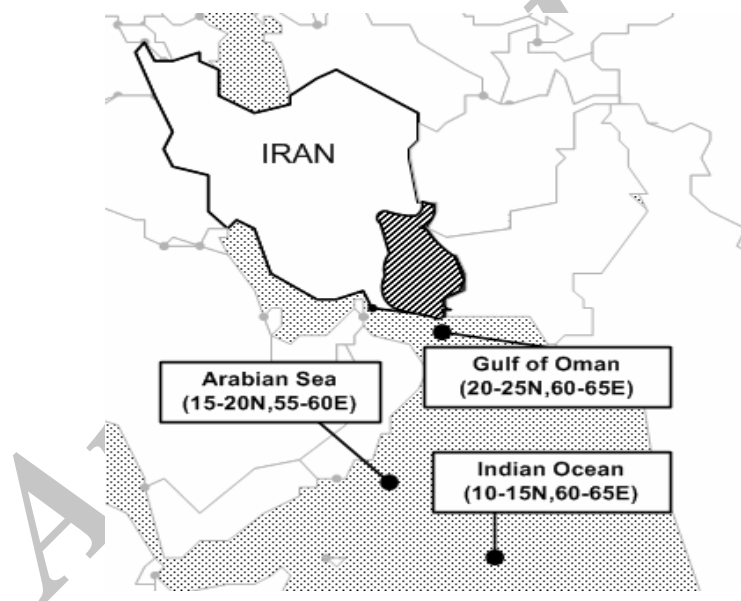 IRAN
Gulf of Oman
(20-25N,60-65E)
Arabian Sea
(15-20N,55-60E)
Indian Ocean
(10-15N,60-65E)